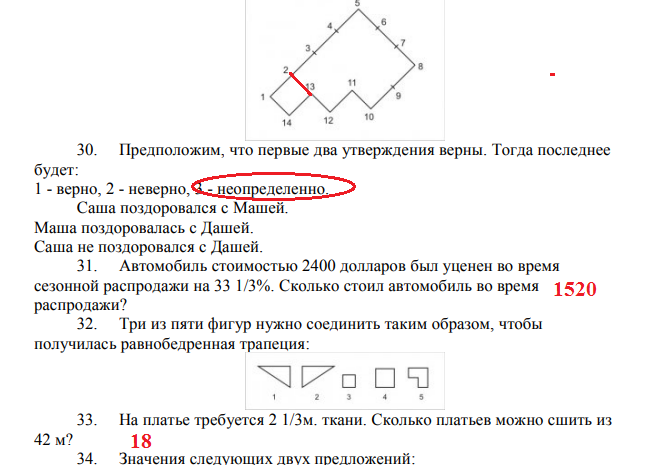 5
4
6
3
7
2
8
13
11
1
9
14
12
10
30. Предположим, что первые два утверждения верны. Тогда последнее
будет:
1 - верно, 2 - неверно, 3 - неопределенно.
Саша поздоровался с Машей.
Маша поздоровалась с Дашей.
Саша не поздоровался с Дашей.
31. Автомобиль стоимостью 2400 долларов был уценен во время
сезонной распродажи на 33 1/3%. Сколько стоил автомобиль во время 1520
распродажи?
32. Три из пяти фигур нужно соединить таким образом, чтобы
получилась равнобедренная трапеция:
1 2 3 4 5
33. На платье требуется 2 1/3м. ткани. Сколько платьев можно сшить из
42 м? 18
34. Значения следующих двух предложений: